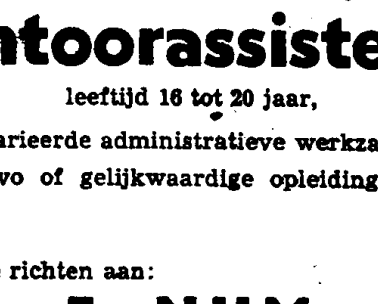 ntoorassiste
leeftijd 16 tot 20 jaar,
arieerde administratieve werkza
vo of gelijkwaardige opleiding
richten aan: